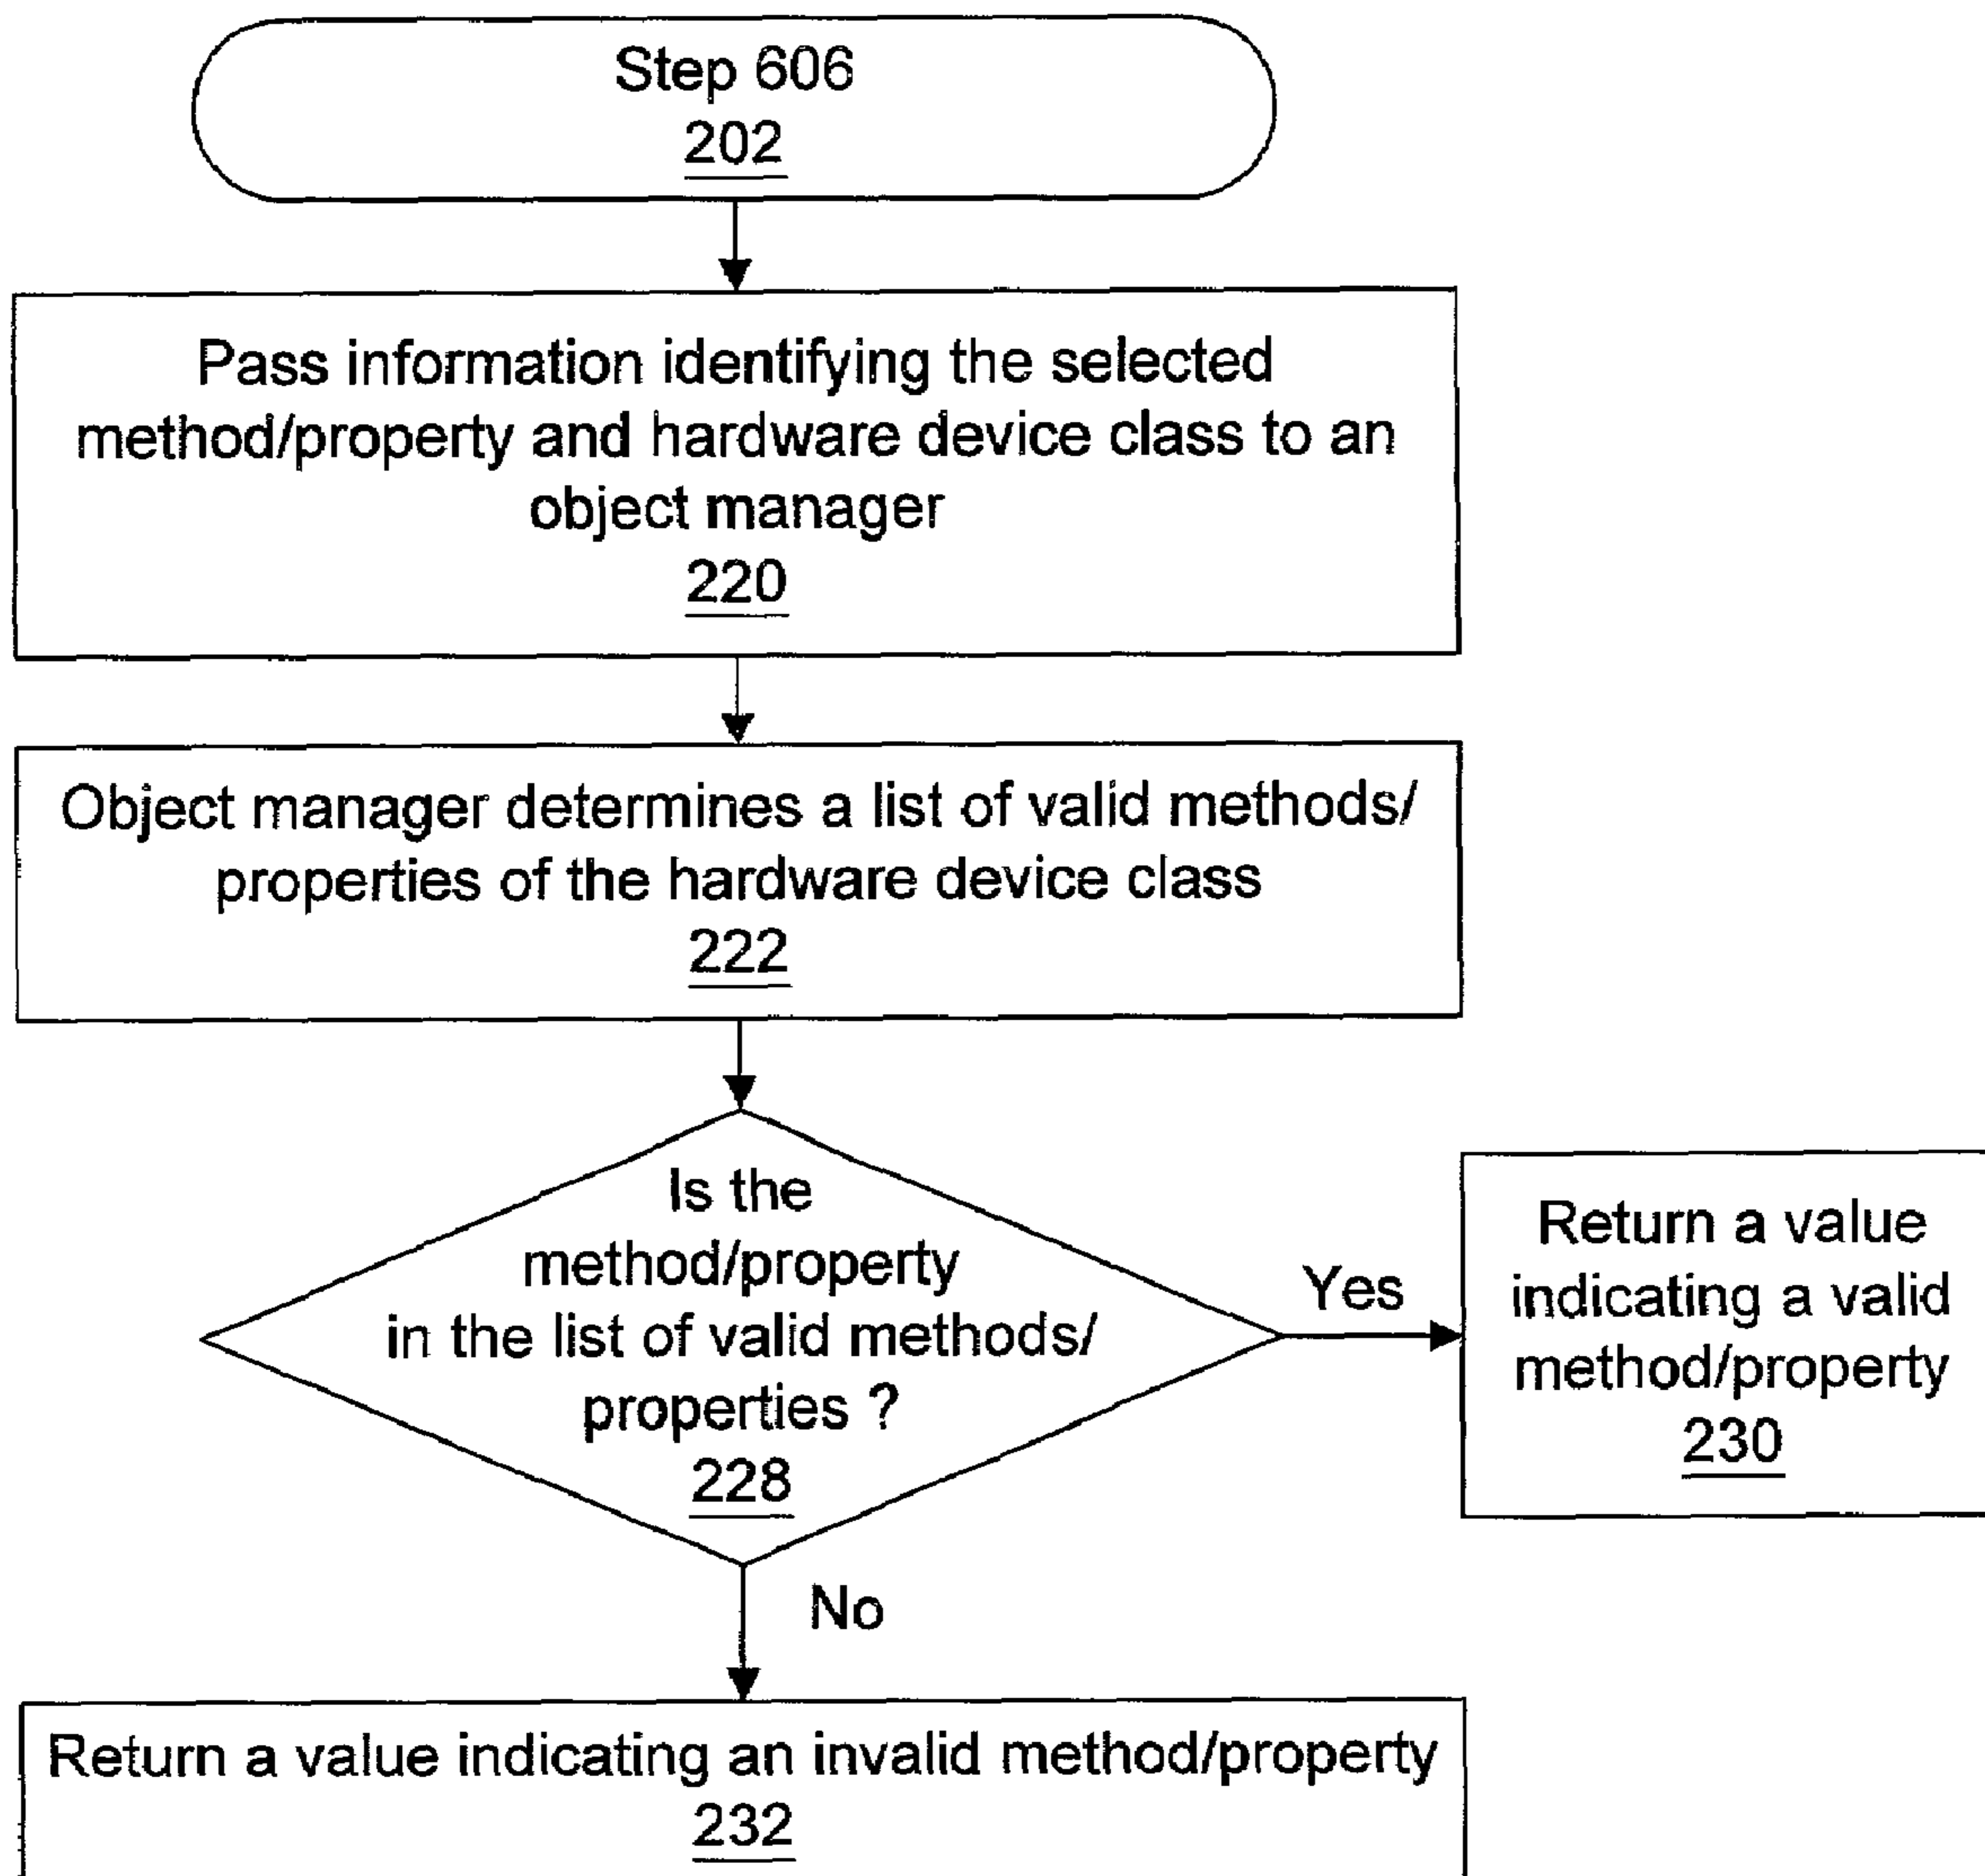 Step 606
202
Pass information identifying the selected
method/property and hardware device class to an
object manager
220
Object manager determines a list of valid methods/
properties of the hardware device class
222
Is the
method/property
in the list of valid methods/
properties ?
228
Yes
Return a value
indicating a valid
method/property
230
No
Return a value indicating an invalid method/property
232